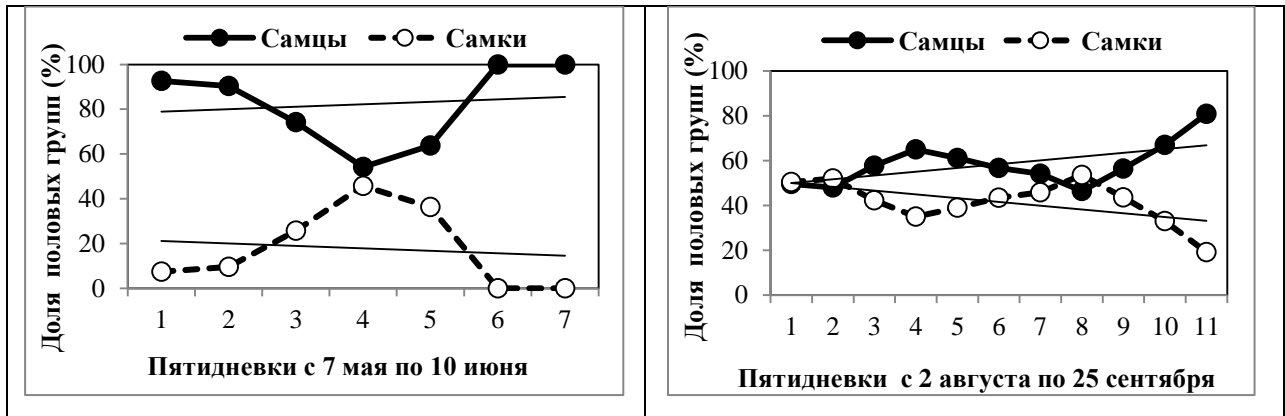 Самцы Самки
Доля половых групп (%)
100
80
60
40
20
0
1 2 3 4 5 6 7
Пятидневки с 7 мая по 10 июня
Самцы Самки
Доля половых групп (%)
100
80
60
40
20
0
1 2 3 4 5 6 7 8 9 10 11
Пятидневки с 2 августа по 25 сентября